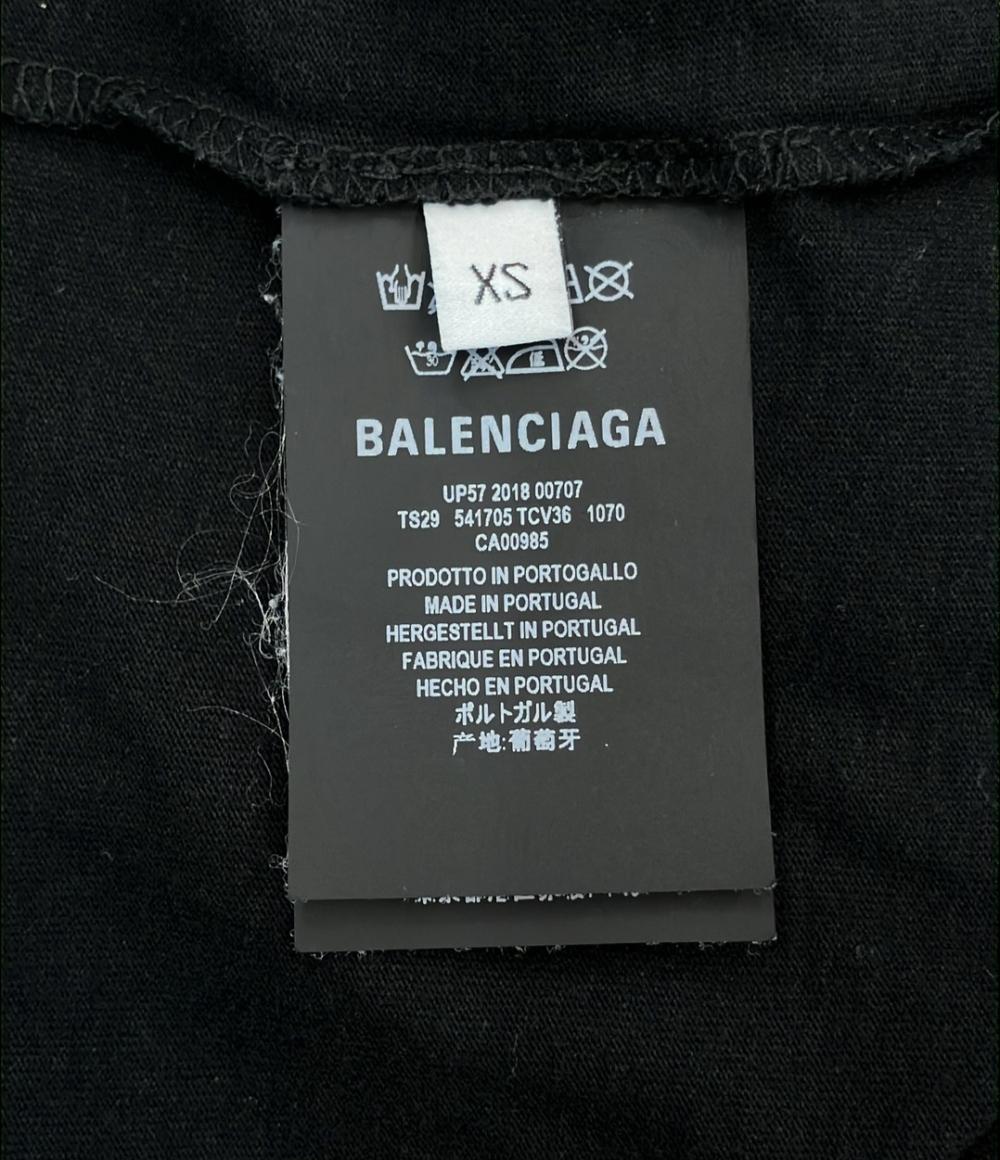 XS
30
BALENCIAGA
UP57 2018 00707
TS29 541705 TCV36 1070
CA00985
PRODOTTO IN PORTOGALLO
MADE IN PORTUGAL
HERGESTELLT IN PORTUGAL
FABRIQUE EN PORTUGAL
HECHO EN PORTUGAL
ポルトガル製
产地:葡萄牙